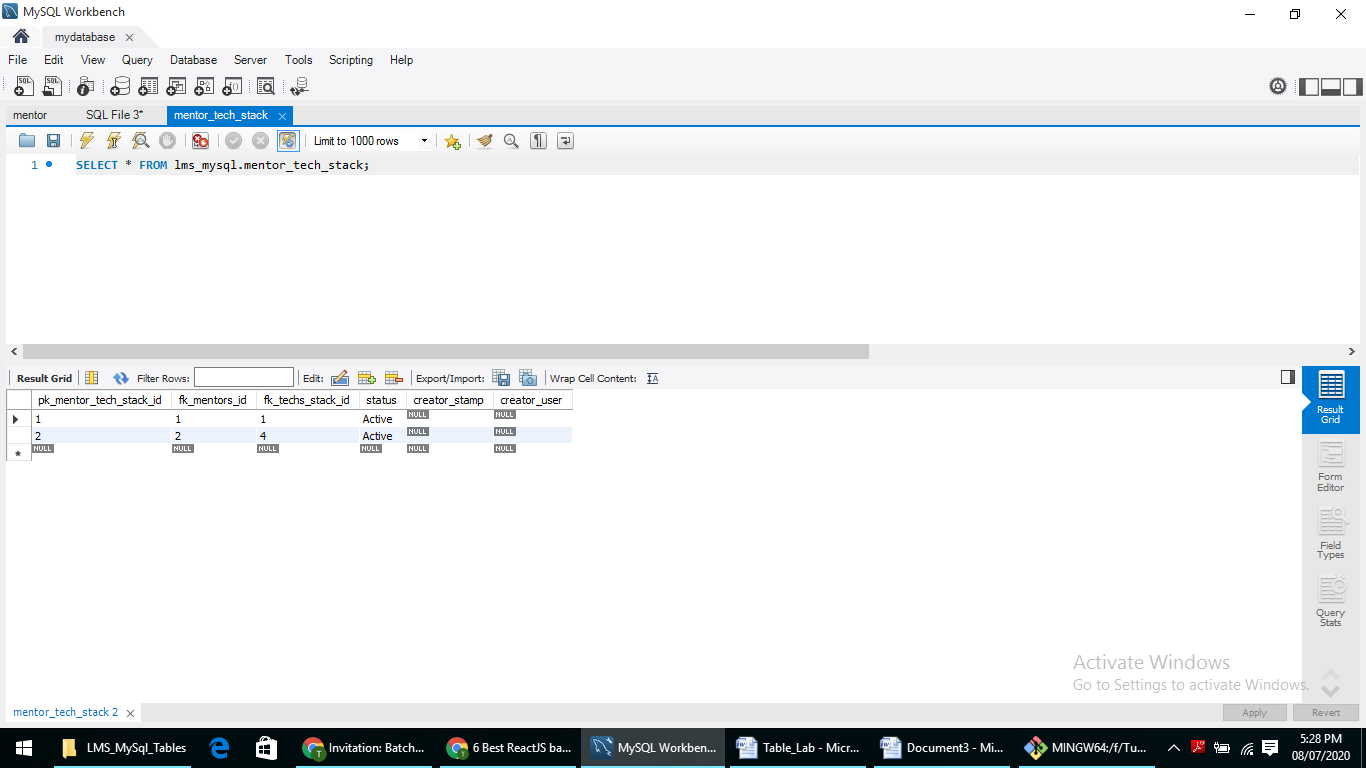 MySQL Workbench
mydatabase
File Edit View Query Database Server Tools Scripting Help
mentor SQL File 3* mentor_tech_stack
Limit to 1000 rows
1 SELECT * FROM lms_mysql.mentor_tech_stack;
Result Grid Filter Rows: Edit: Export/Import: Wrap Cell Content:
pk_mentor_tech_stack_id fk_mentors_id fk_techs_stack_id status creator_stamp creator_user
1 1 1 Active NULL NULL
2 2 4 Active NULL NULL
NULL NULL NULL NULL NULL NULL
Result
Grid
Form
Editor
Field
Types
Query
Stats
Activate Windows
Go to Settings to activate Windows.
mentor_tech_stack 2
Apply Revert
LMS_MySql_Tables Invitation: Batch... 6 Best ReactJS ba... MySQL Workben... Table_Lab - Micr... Document3 - Mi... MINGW64:/f/Tu...
5:28 PM
08/07/2020